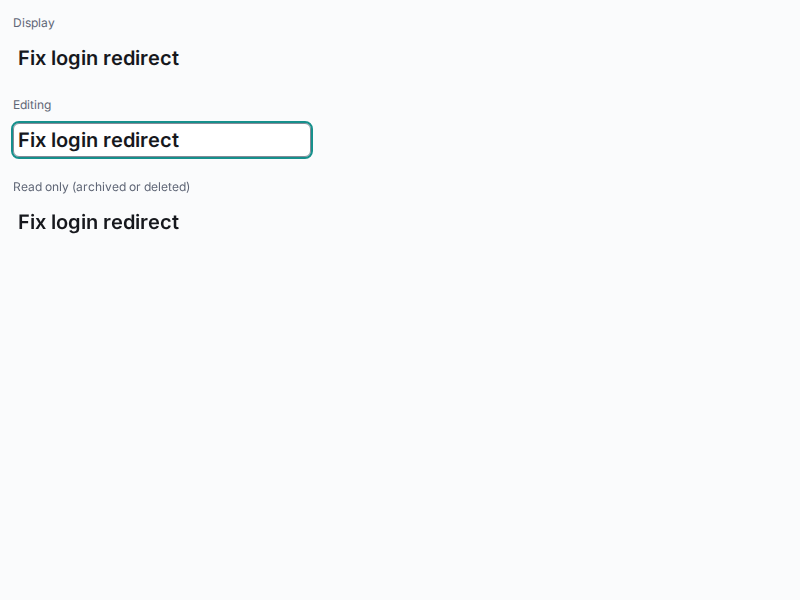 Display
Fix login redirect
Editing
Fix login redirect
Read only (archived or deleted)
Fix login redirect